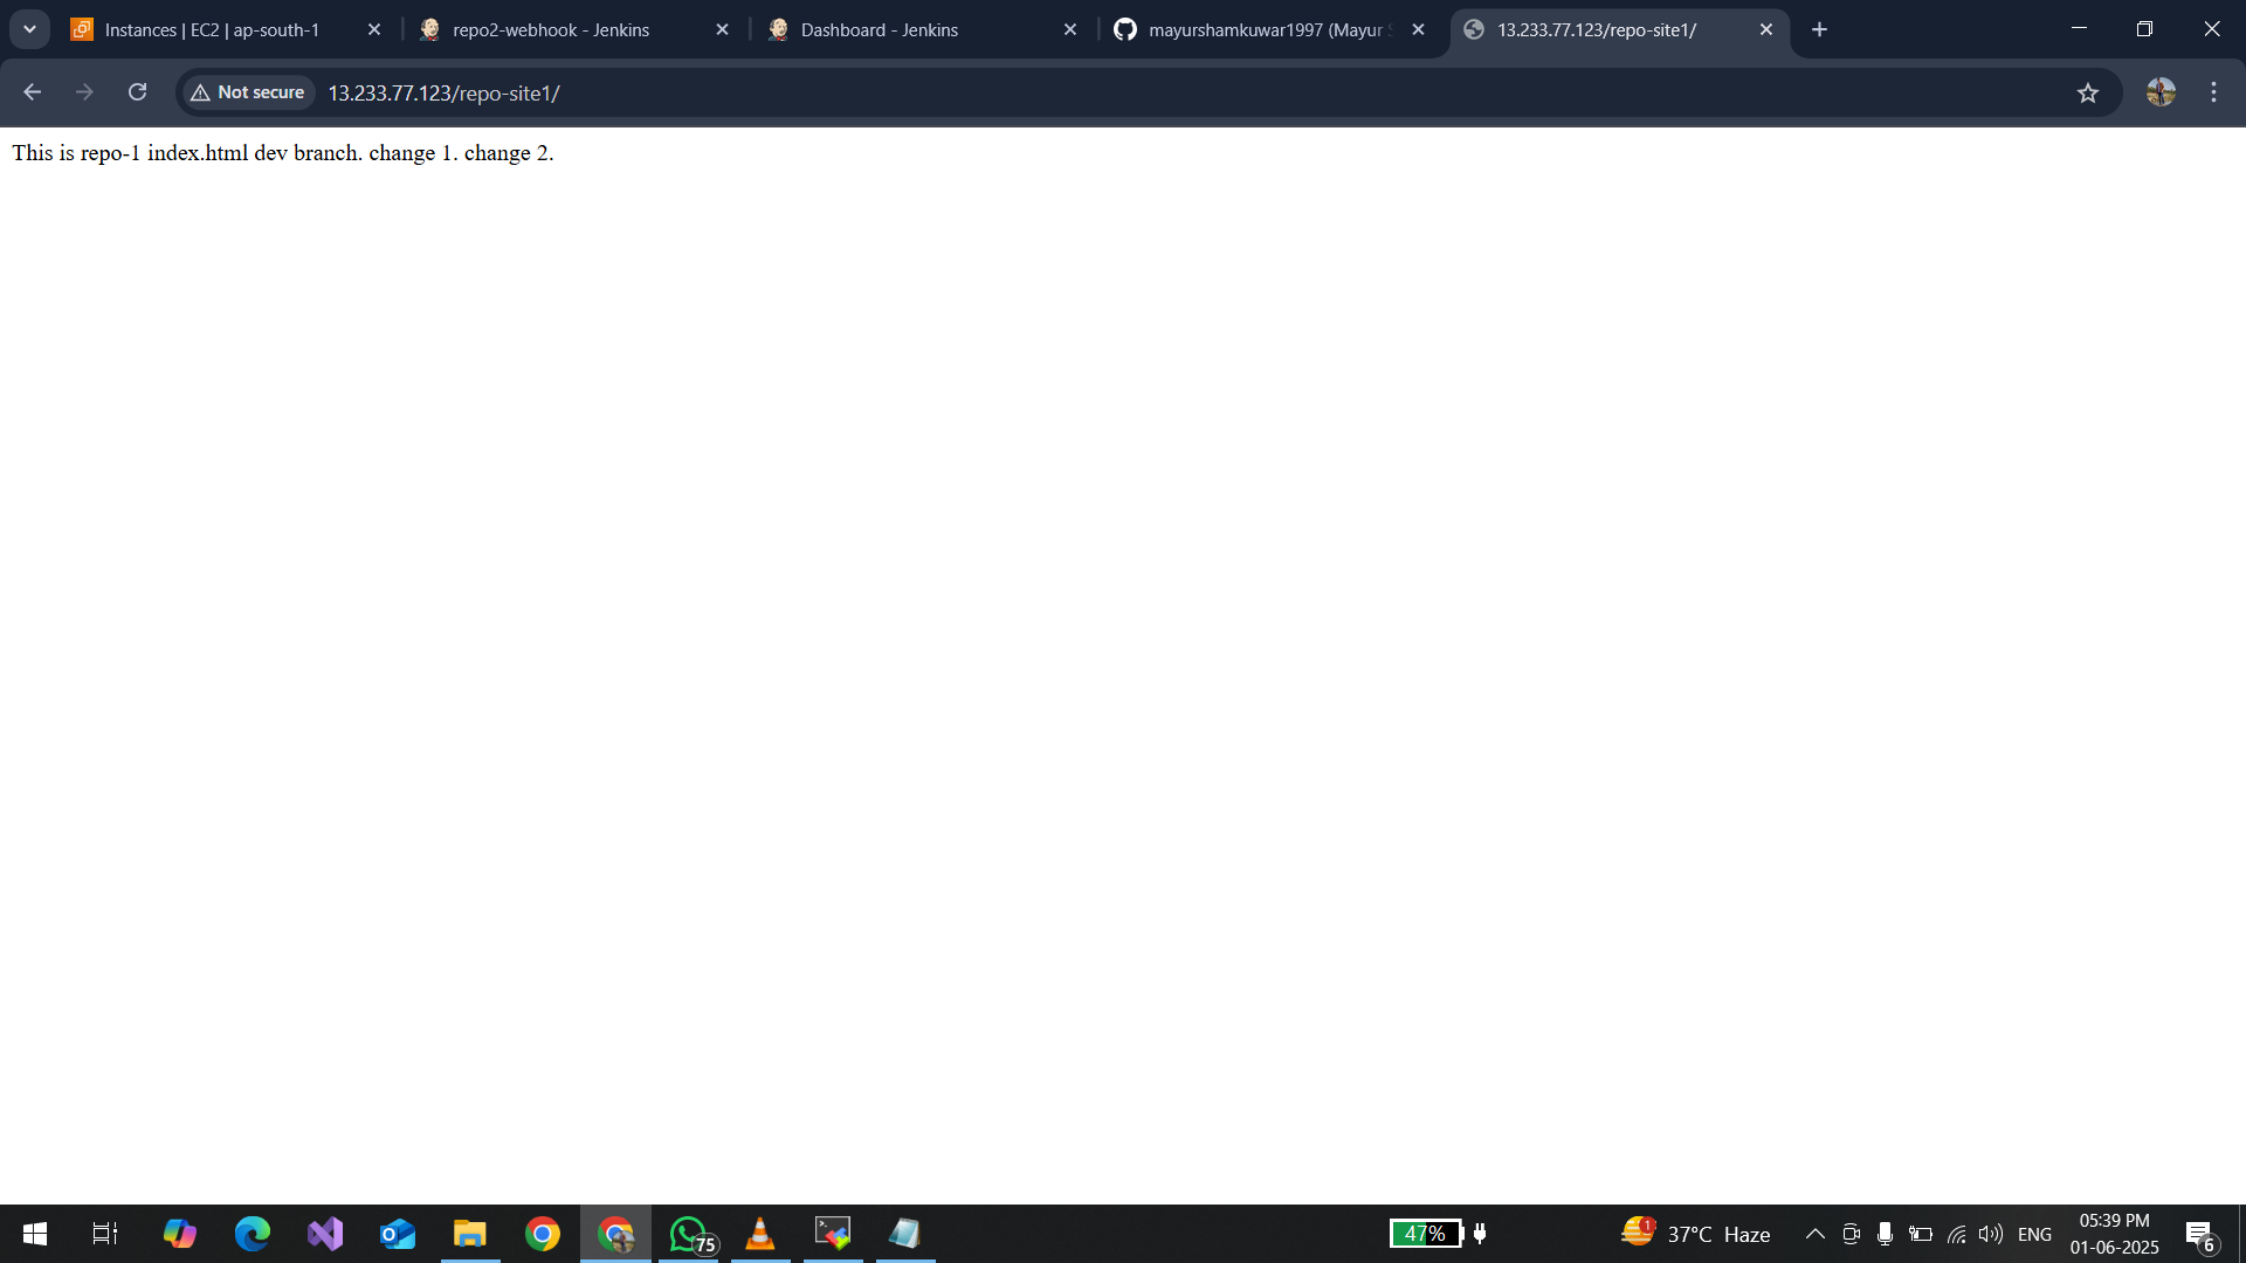 Instances | EC2 | ap-south-1
repo2-webhook - Jenkins
Dashboard - Jenkins
mayurshamkuwar1997 (Mayur S
13.233.77.123/repo-site1/
Not secure
13.233.77.123/repo-site1/
This is repo-1 index.html dev branch. change 1. change 2.
75
47%
1
37°C Haze
ENG
05:39 PM
01-06-2025
6